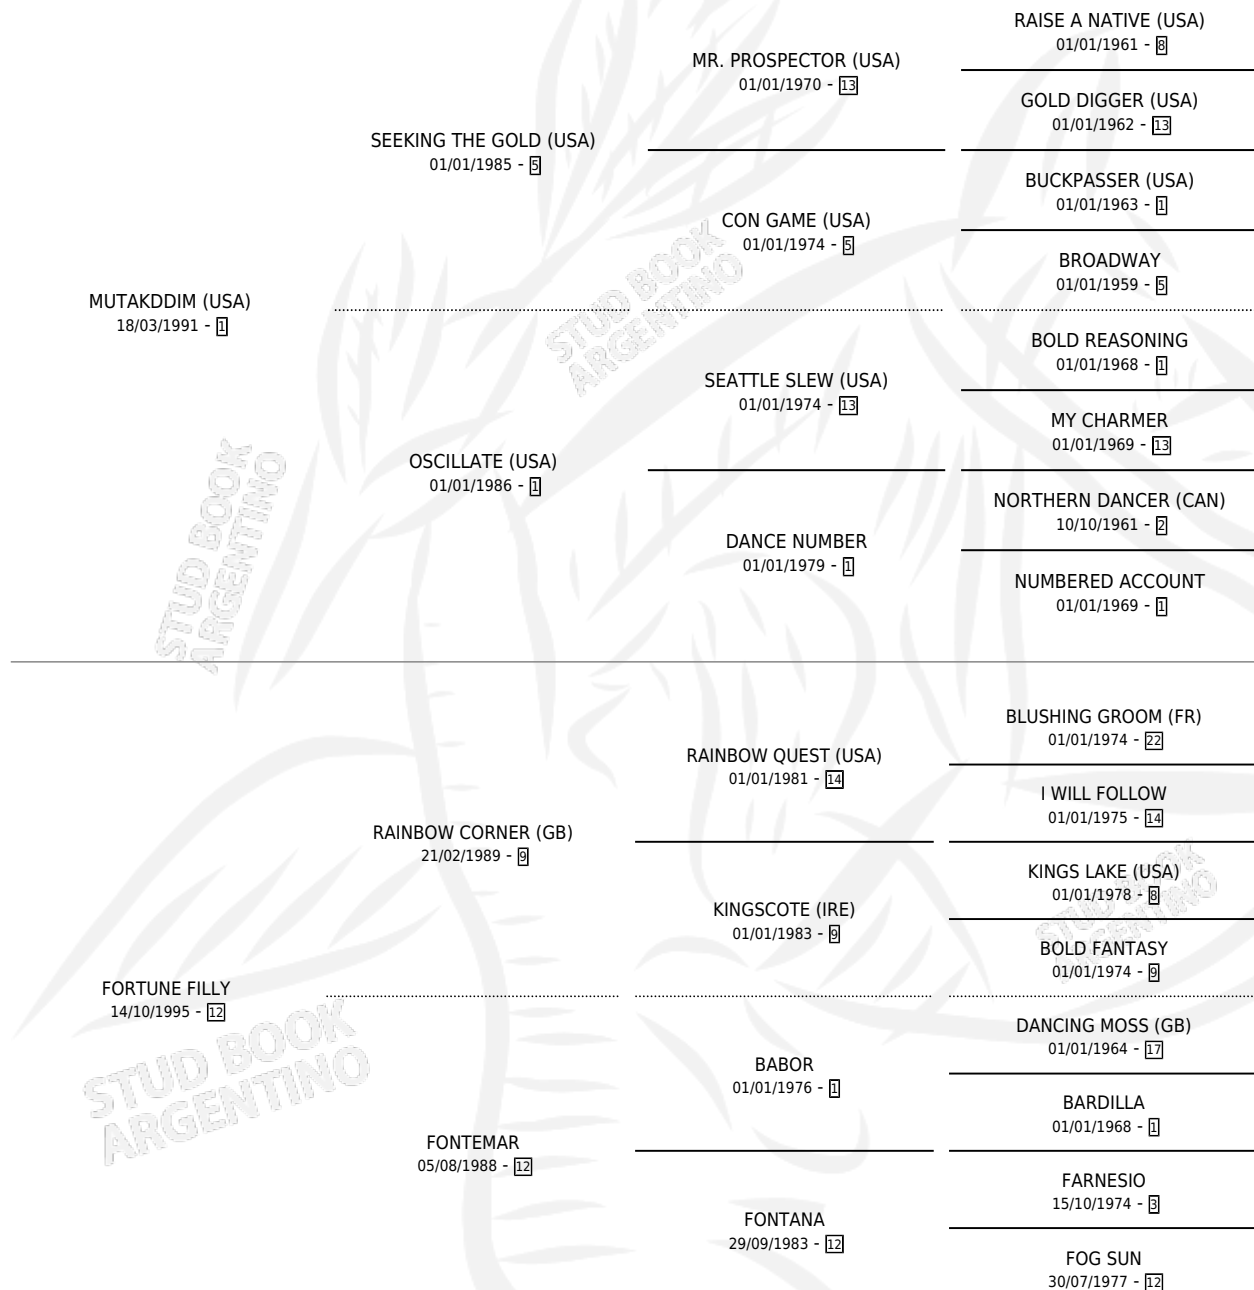 RAISE A NATIVE (USA)
01/01/1961 - 8
MR. PROSPECTOR (USA)
01/01/1970 - 13
GOLD DIGGER (USA)
01/01/1962 - 13
SEEKING THE GOLD (USA)
01/01/1985 - 5
BUCKPASSER (USA)
01/01/1963 - 1
CON GAME (USA)
01/01/1974 - 5
BROADWAY
01/01/1959 - 5
MUTAKDDIM (USA)
18/03/1991 - 1
STUD BOOK
ARGENTINO
BOLD REASONING
01/01/1968 - 1
SEATTLE SLEW (USA)
01/01/1974 - 13
MY CHARMER
01/01/1969 - 13
OSCILLATE (USA)
01/01/1986 - 1
NORTHERN DANCER (CAN)
10/10/1961 - 2
DANCE NUMBER
01/01/1979 - 1
NUMBERED ACCOUNT
01/01/1969 - 1
STUD BOOK
ARGENTINO
BLUSHING GROOM (FR)
01/01/1974 - 22
RAINBOW QUEST (USA)
01/01/1981 - 14
I WILL FOLLOW
01/01/1975 - 14
RAINBOW CORNER (GB)
21/02/1989 - 9
KINGS LAKE (USA)
01/01/1978 - 8
KINGSCOTE (IRE)
01/01/1983 - 9
STUD BOOK
ARGENTINO
BOLD FANTASY
01/01/1974 - 9
FORTUNE FILLY
14/10/1995 - 12
DANCING MOSS (GB)
01/01/1964 - 17
BABOR
01/01/1976 - 1
STUD BOOK
ARGENTINO
BARDILLA
01/01/1968 - 1
FONTEMAR
05/08/1988 - 12
FARNESIO
15/10/1974 - 3
FONTANA
29/09/1983 - 12
FOG SUN
30/07/1977 - 12